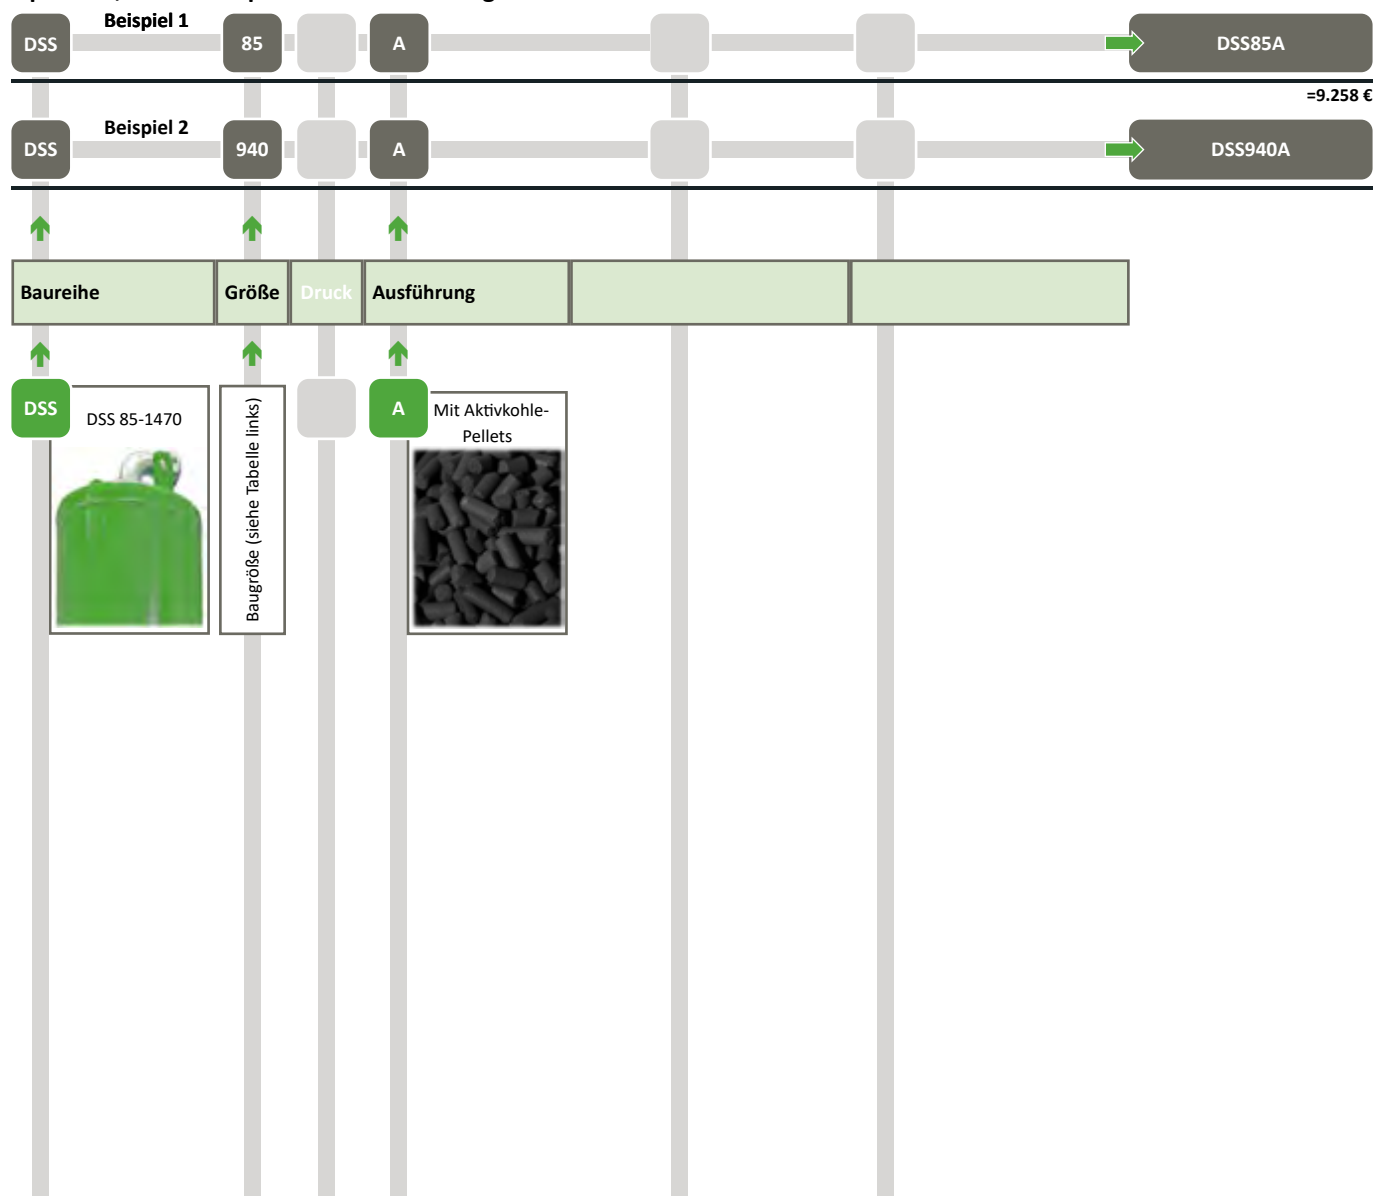 Beispiel 1
DSS 85 A DSS85A
=9.258 €
Beispiel 2
DSS 940 A DSS940A
Baureihe Größe Druck Ausführung
DSS A
DSS 85-1470
Baugröße (siehe Tabelle links)
Mit Aktivkohle-
Pellets